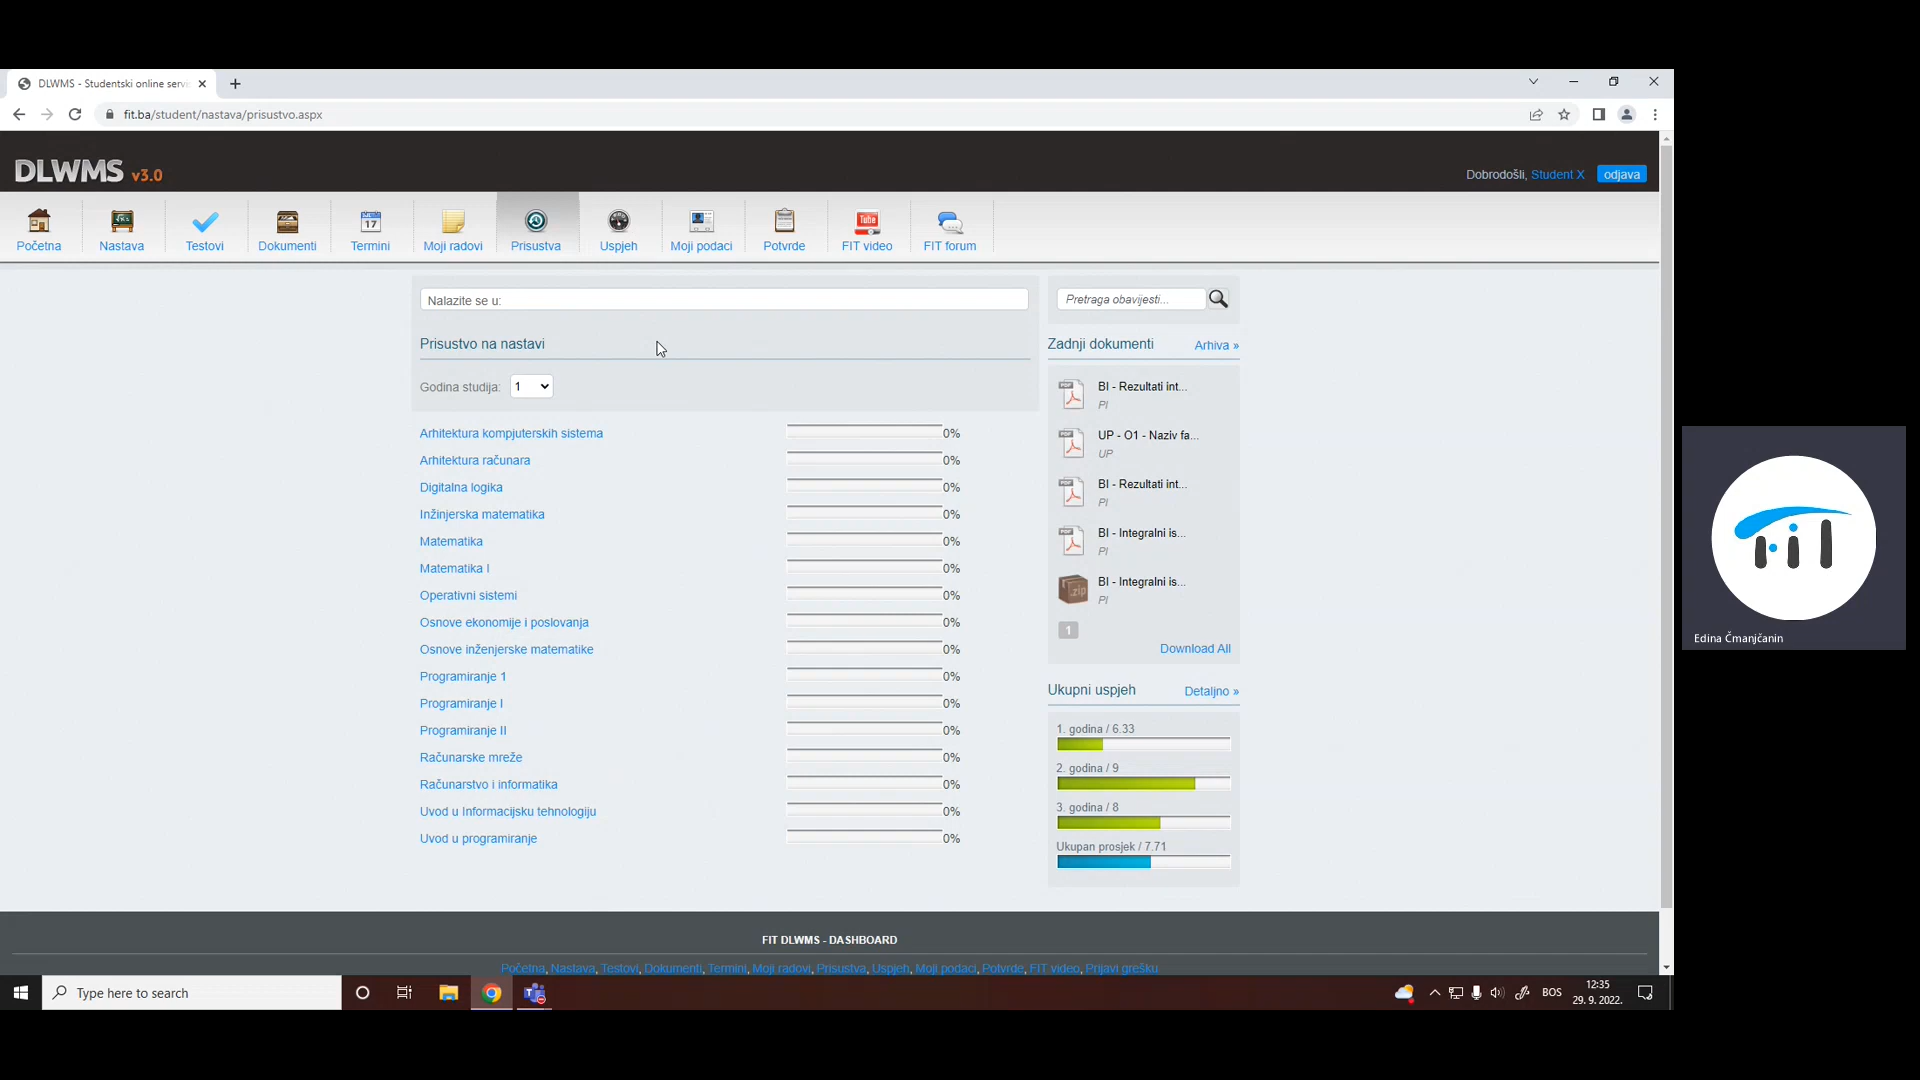 DLWMS - Studentski online servi
fit.ba/student/nastava/prisustvo.aspx
DLWMS v3.0
Dobrodošli, Student X odjava
Početna Nastava Testovi Dokumenti Termini Moji radovi Prisustva Uspjeh Moji podaci Potvrde FIT video FIT forum
Nalazite se u:
Prisustvo na nastavi
Godina studija: 1
Arhitektura kompjuterskih sistema 0%
Arhitektura računara 0%
Digitalna logika 0%
Inžinjerska matematika 0%
Matematika 0%
Matematika I 0%
Operativni sistemi 0%
Osnove ekonomije i poslovanja 0%
Osnove inženjerske matematike 0%
Programiranje 1 0%
Programiranje I 0%
Programiranje II 0%
Računarske mreže 0%
Računarstvo i informatika 0%
Uvod u Informacijsku tehnologiju 0%
Uvod u programiranje 0%
Pretraga obavijesti...
Zadnji dokumenti Arhiva »
BI - Rezultati int...
PI
UP - O1 - Naziv fa...
UP
BI - Rezultati int...
PI
BI - Integralni is...
PI
BI - Integralni is...
PI
1
Download All
Ukupni uspjeh Detaljno »
1. godina / 6.33
2. godina / 9
3. godina / 8
Ukupan prosjek / 7.71
FIT DLWMS - DASHBOARD
Početna, Nastava, Testovi, Dokumenti, Termini, Moji radovi, Prisustva, Uspjeh, Moji podaci, Potvrde, FIT video, Prijavi grešku
Type here to search
BOS
12:35
29. 9. 2022.
Edina Čmanjčanin